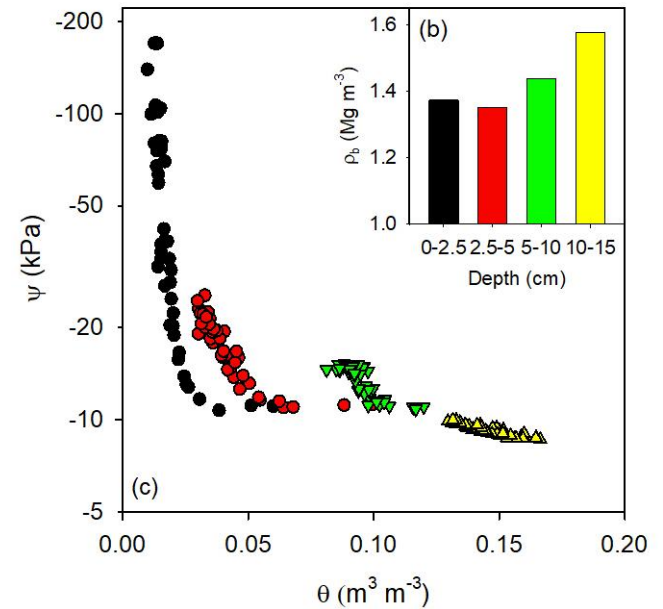 -200
-100
-50
-20
-10
-5
ψ (kPa)
(c)
0.00 0.05 0.10 0.15 0.20
θ (m³ m⁻³)
(b)
1.6
1.4
1.2
1.0
ρb (Mg m⁻³)
0-2.5 2.5-5 5-10 10-15
Depth (cm)